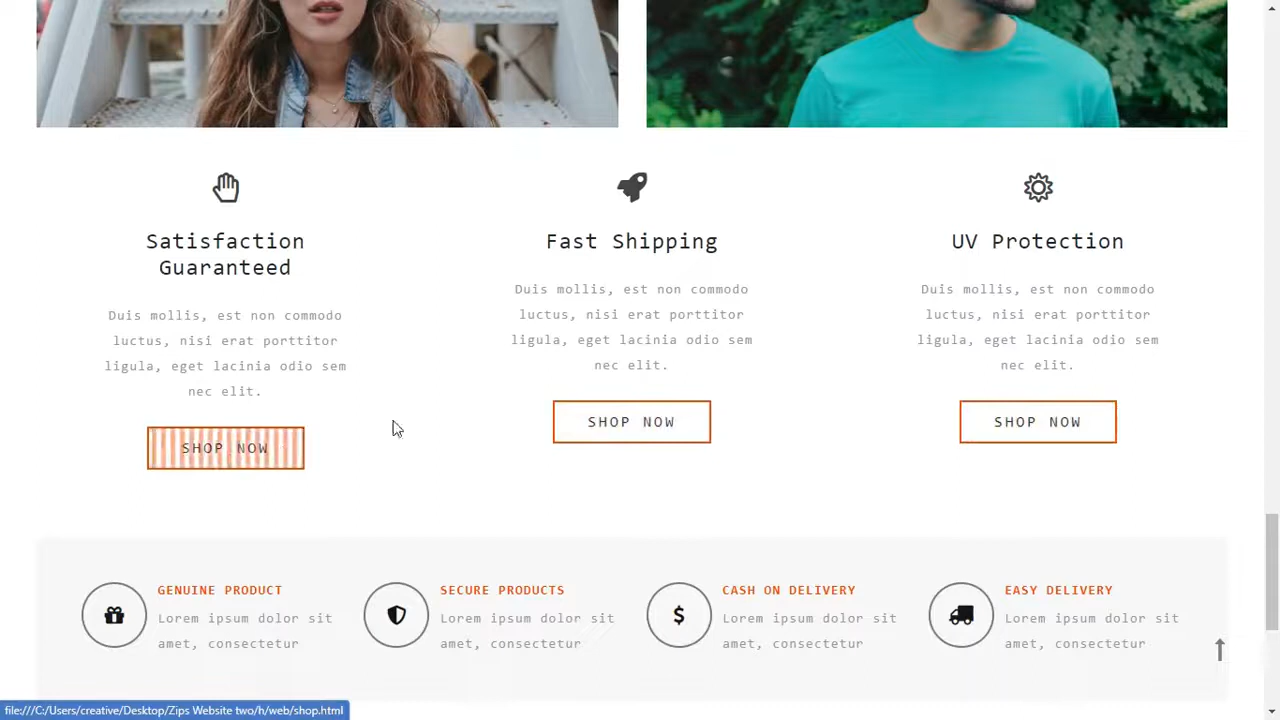 Satisfaction
Guaranteed
Duis mollis, est non commodo
luctus, nisi erat porttitor
ligula, eget lacinia odio sem
nec elit.
SHOP NOW
Fast Shipping
Duis mollis, est non commodo
luctus, nisi erat porttitor
ligula, eget lacinia odio sem
nec elit.
SHOP NOW
UV Protection
Duis mollis, est non commodo
luctus, nisi erat porttitor
ligula, eget lacinia odio sem
nec elit.
SHOP NOW
GENUINE PRODUCT
Lorem ipsum dolor sit
amet, consectetur
SECURE PRODUCTS
Lorem ipsum dolor sit
amet, consectetur
CASH ON DELIVERY
Lorem ipsum dolor sit
amet, consectetur
EASY DELIVERY
Lorem ipsum dolor sit
amet, consectetur
file:///C:/Users/creative/Desktop/Zips Website two/h/web/shop.html